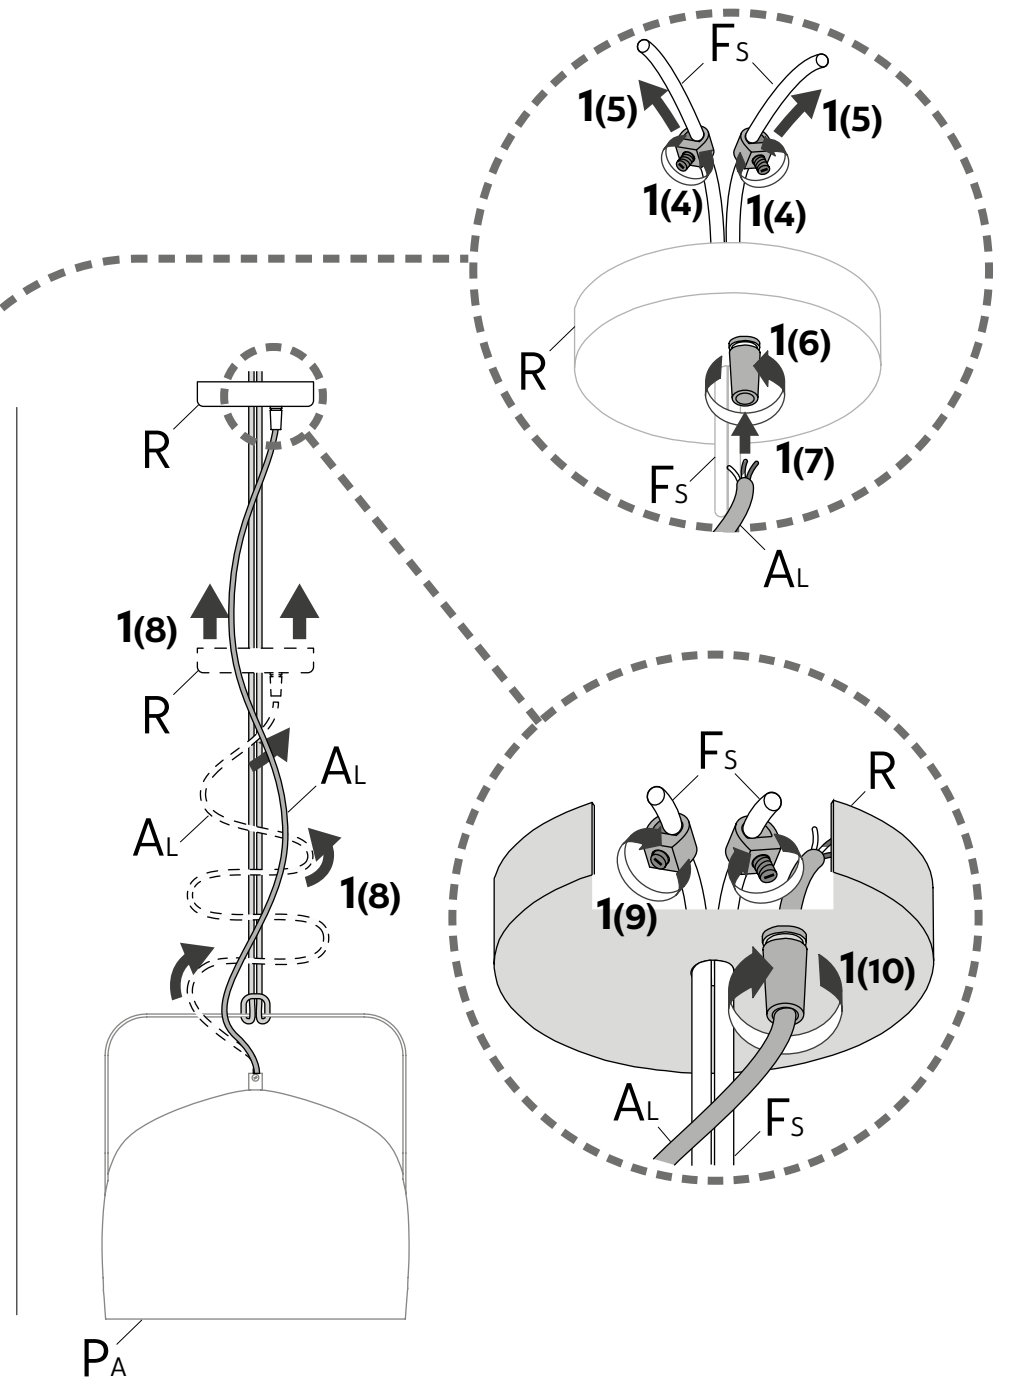 FS
1(5)
1(5)
1(4)
1(4)
1(6)
R
1(7)
FS
AL
R
1(8)
R
AL
AL
1(8)
PA
FS
R
1(9)
1(10)
AL
FS